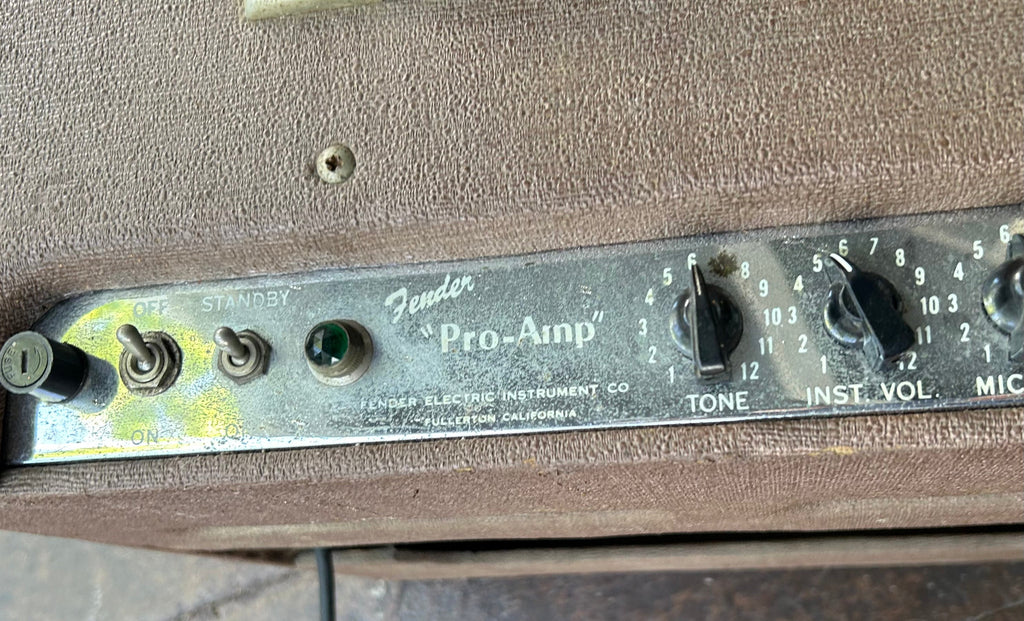 FUSE
OFF
STANDBY
ON
O
Fender
"Pro-Amp"
FENDER ELECTRIC INSTRUMENT CO
FULLERTON CALIFORNIA
1 2 3 4 5 6 8 9 10 11 12
TONE
1 2 3 4 5 6 7 8 9 10 11 12
INST. VOL.
1 2 3 4 5 6
MIC